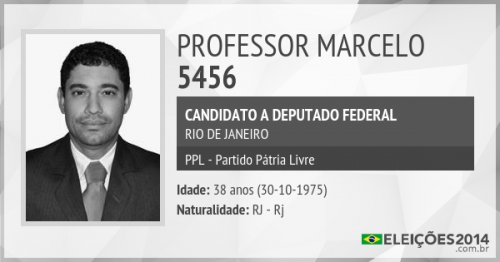 PROFESSOR MARCELO
5456
CANDIDATO A DEPUTADO FEDERAL
RIO DE JANEIRO
PPL - Partido Pátria Livre
Idade: 38 anos (30-10-1975)
Naturalidade: RJ - Rj
ELEIÇÕES2014
.com.br